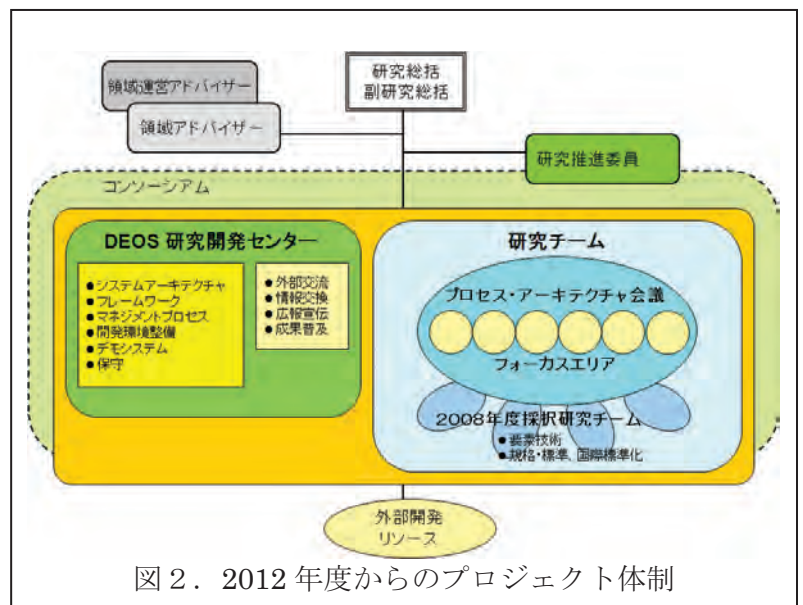 研究総括
副研究総括
領域運営アドバイザー
領域アドバイザー
研究推進委員
コンソーシアム
DEOS 研究開発センター
●システムアーキテクチャ
●フレームワーク
●マネジメントプロセス
●開発環境整備
●デモシステム
●保守
●外部交流
●情報交換
●広報宣伝
●成果普及
研究チーム
プロセス・アーキテクチャ会議
フォーカスエリア
2008年度採択研究チーム
●要素技術
●規格・標準、国際標準化
外部開発
リソース
図２．2012 年度からのプロジェクト体制